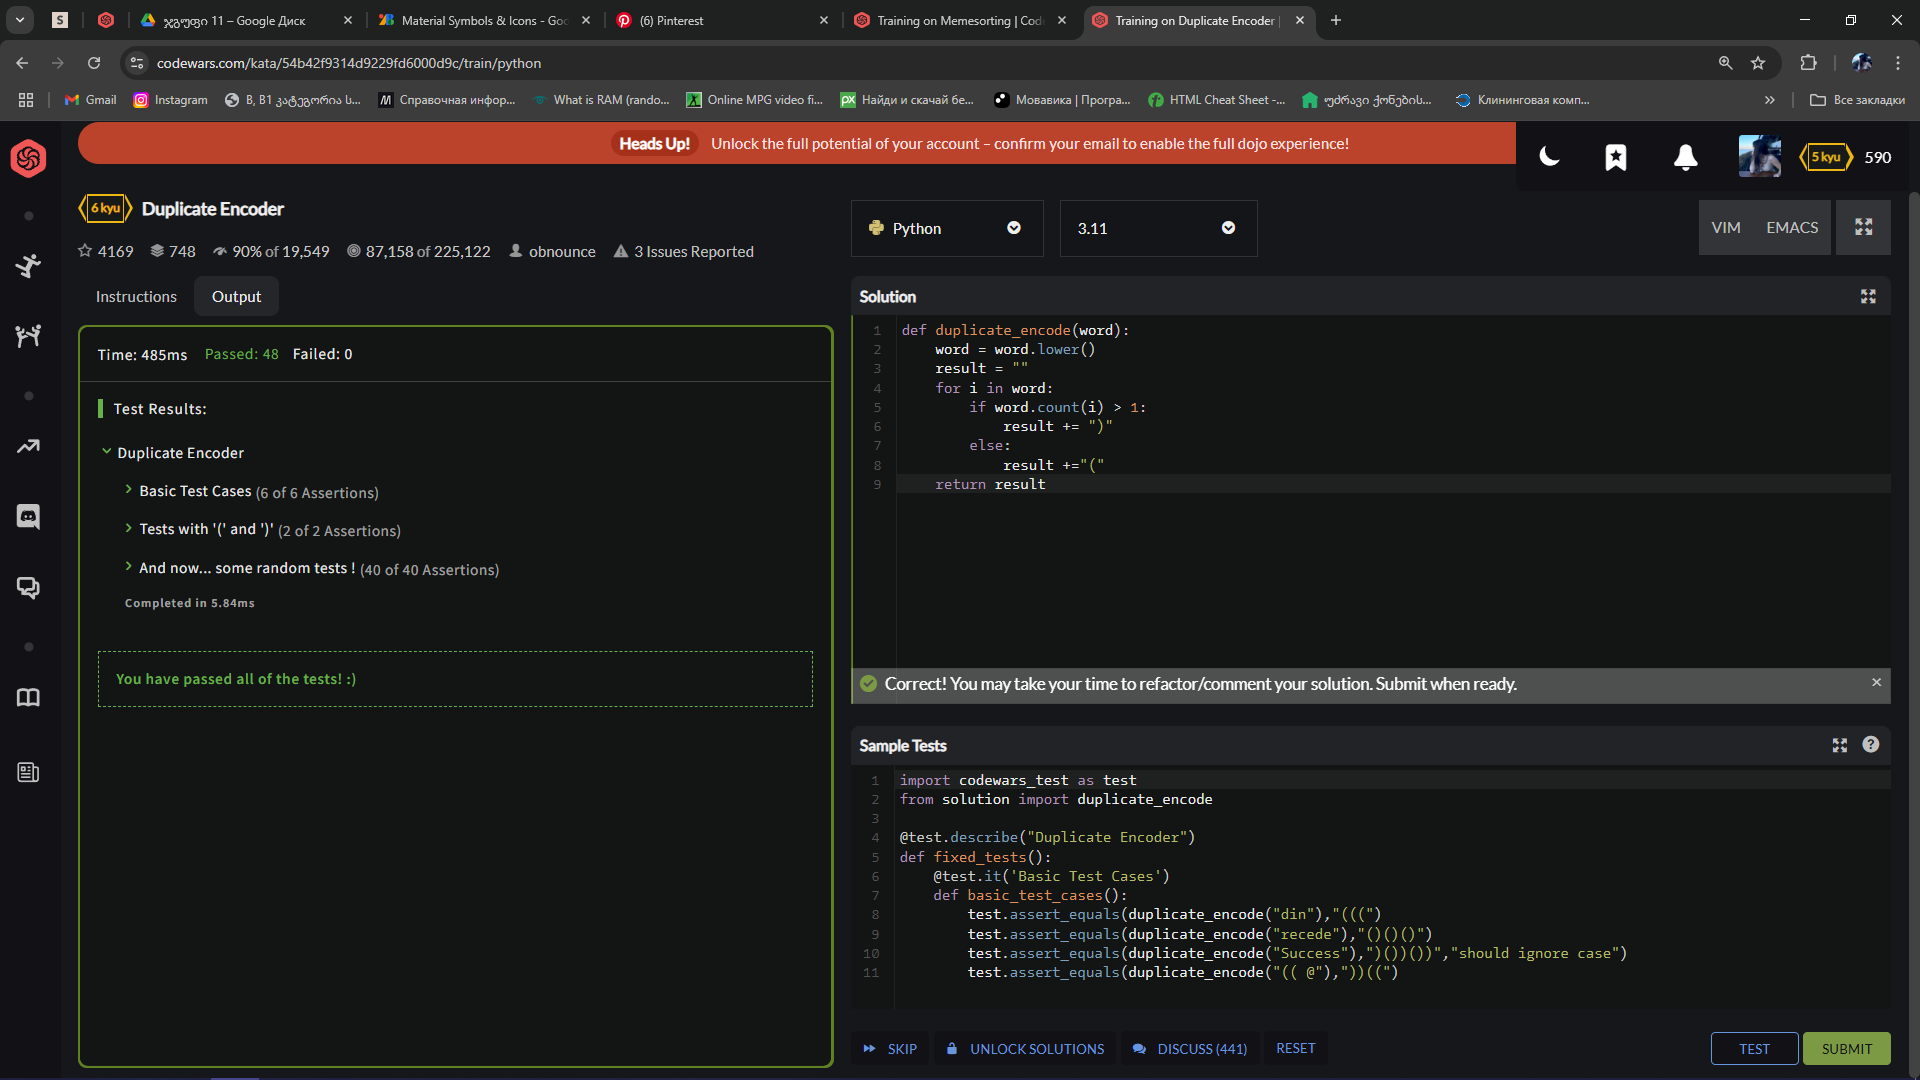 S
ჯგუფი 11 – Google Диск
Material Symbols & Icons - Goo
(6) Pinterest
Training on Memesorting | Cod
Training on Duplicate Encoder |
codewars.com/kata/54b42f9314d9229fd6000d9c/train/python
Gmail
Instagram
B, B1 კატეგორია ს...
M Справочная инфор...
What is RAM (rando...
Online MPG video fi...
PX Найди и скачай бе...
Мовавика | Програ...
HTML Cheat Sheet -...
უძრავი ქონების...
Клининговая комп...
Все закладки
Heads Up! Unlock the full potential of your account – confirm your email to enable the full dojo experience!
5 kyu 590
6 kyu Duplicate Encoder
4169 748 90% of 19,549 87,158 of 225,122 obnounce 3 Issues Reported
Python
3.11
VIM EMACS
Instructions Output
Time: 485ms Passed: 48 Failed: 0
Test Results:
Duplicate Encoder
Basic Test Cases (6 of 6 Assertions)
Tests with '(' and ')' (2 of 2 Assertions)
And now... some random tests ! (40 of 40 Assertions)
Completed in 5.84ms
You have passed all of the tests! :)
Solution
1 def duplicate_encode(word):
2     word = word.lower()
3     result = ""
4     for i in word:
5         if word.count(i) > 1:
6             result += ")"
7         else:
8             result +="("
9     return result
Correct! You may take your time to refactor/comment your solution. Submit when ready.
Sample Tests
1 import codewars_test as test
2 from solution import duplicate_encode
3
4 @test.describe("Duplicate Encoder")
5 def fixed_tests():
6     @test.it('Basic Test Cases')
7     def basic_test_cases():
8         test.assert_equals(duplicate_encode("din"),"(((")
9         test.assert_equals(duplicate_encode("recede"),"()()()")
10         test.assert_equals(duplicate_encode("Success"),")())())","should ignore case")
11         test.assert_equals(duplicate_encode("(( @"),"))((")
SKIP UNLOCK SOLUTIONS DISCUSS (441) RESET
TEST SUBMIT